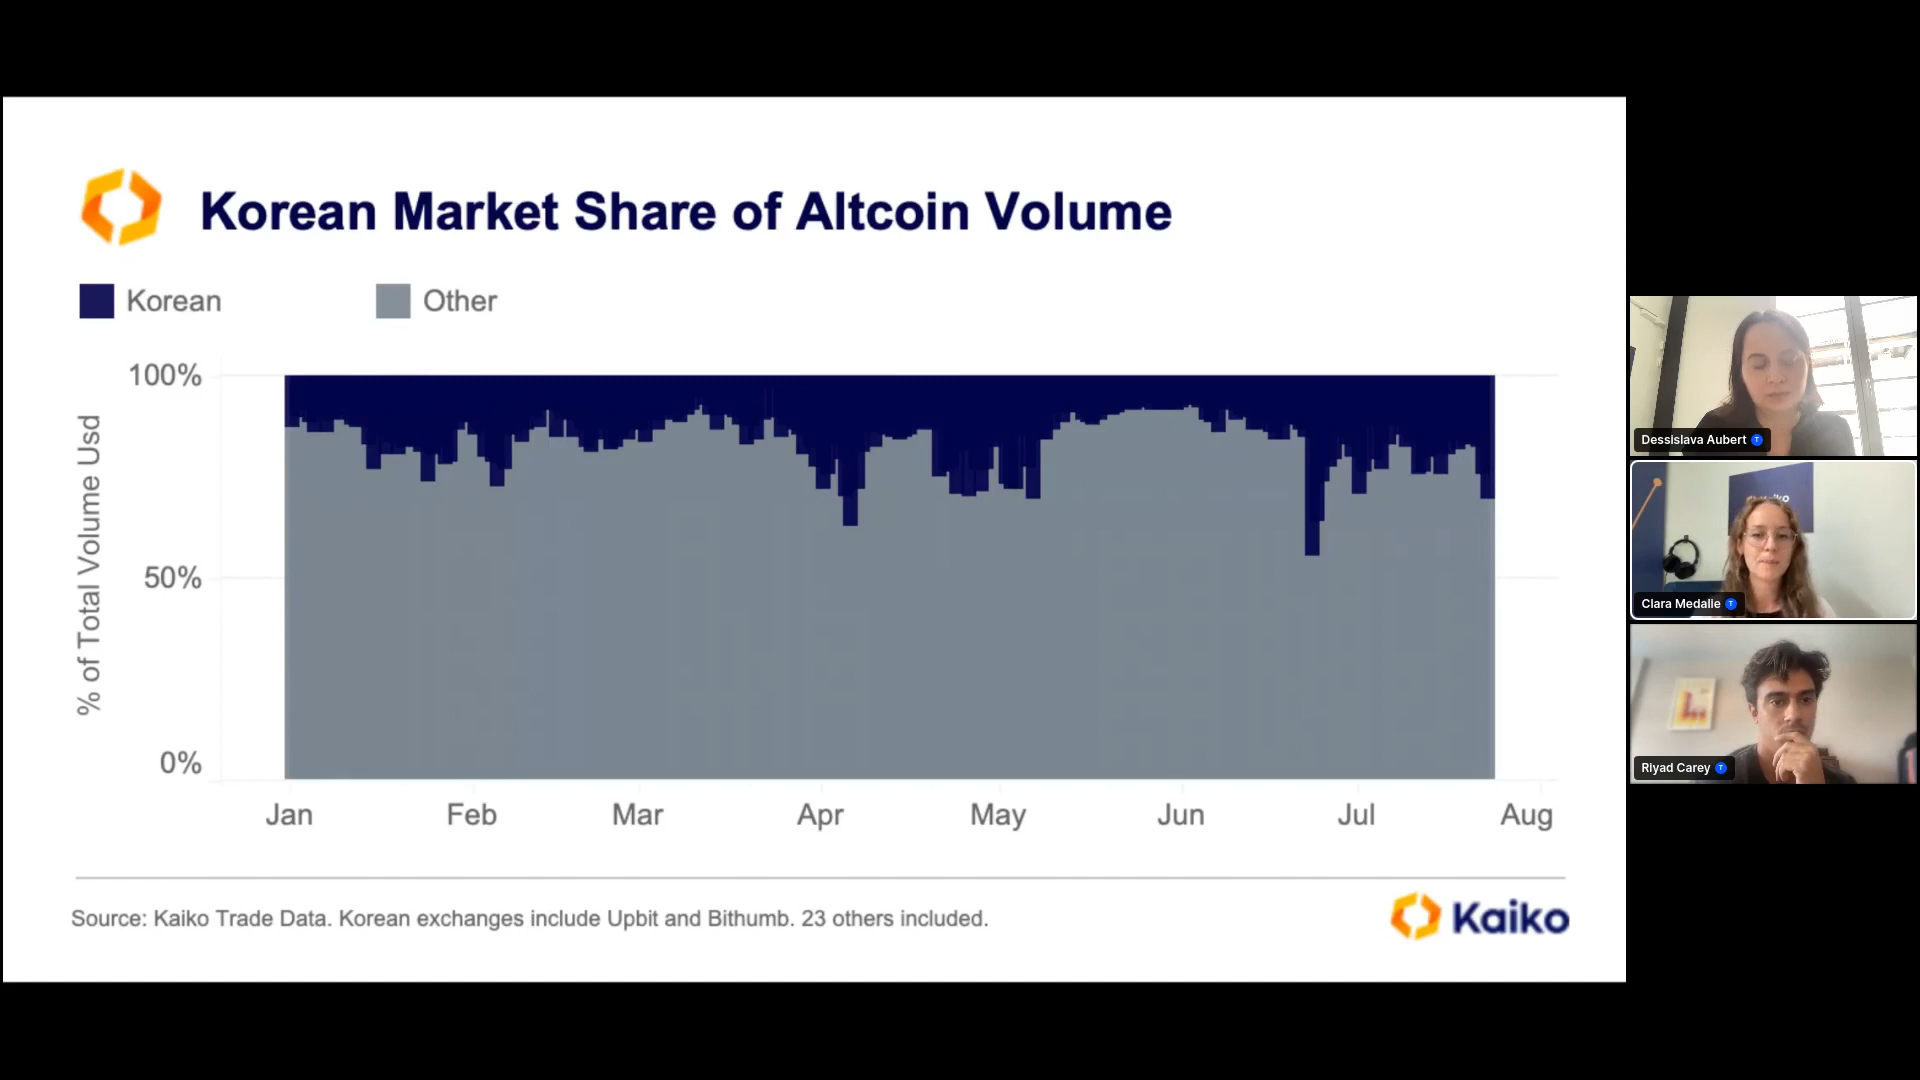 Korean Market Share of Altcoin Volume
Korean
Other
% of Total Volume Usd
100%
50%
0%
Jan
Feb
Mar
Apr
May
Jun
Jul
Aug
Source: Kaiko Trade Data. Korean exchanges include Upbit and Bithumb. 23 others included.
Kaiko
Dessislava Aubert
T
Clara Medalie
T
Riyad Carey
T